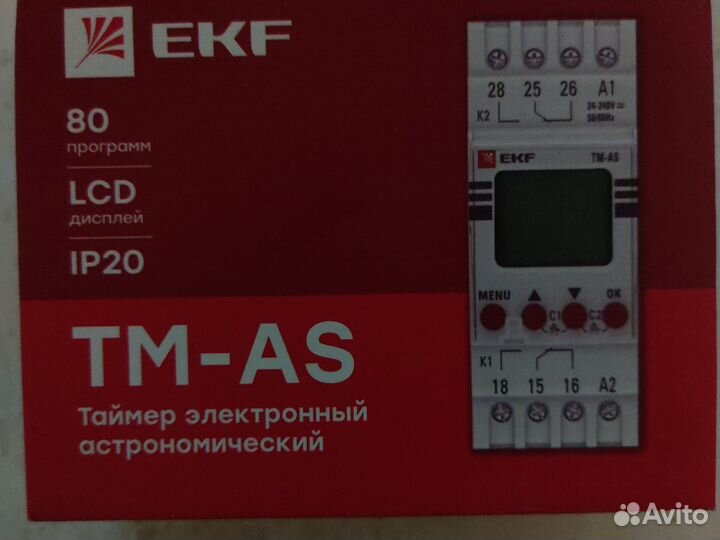 EKF
80
программ
LCD
дисплей
IP20
TM-AS
Таймер электронный
астрономический
28 25 26 A1
K2
24-240V
50/60Hz
EKF TM-AS
MENU ▲ ▼ OK
C1 C2
K1
18 15 16 A2
Avito